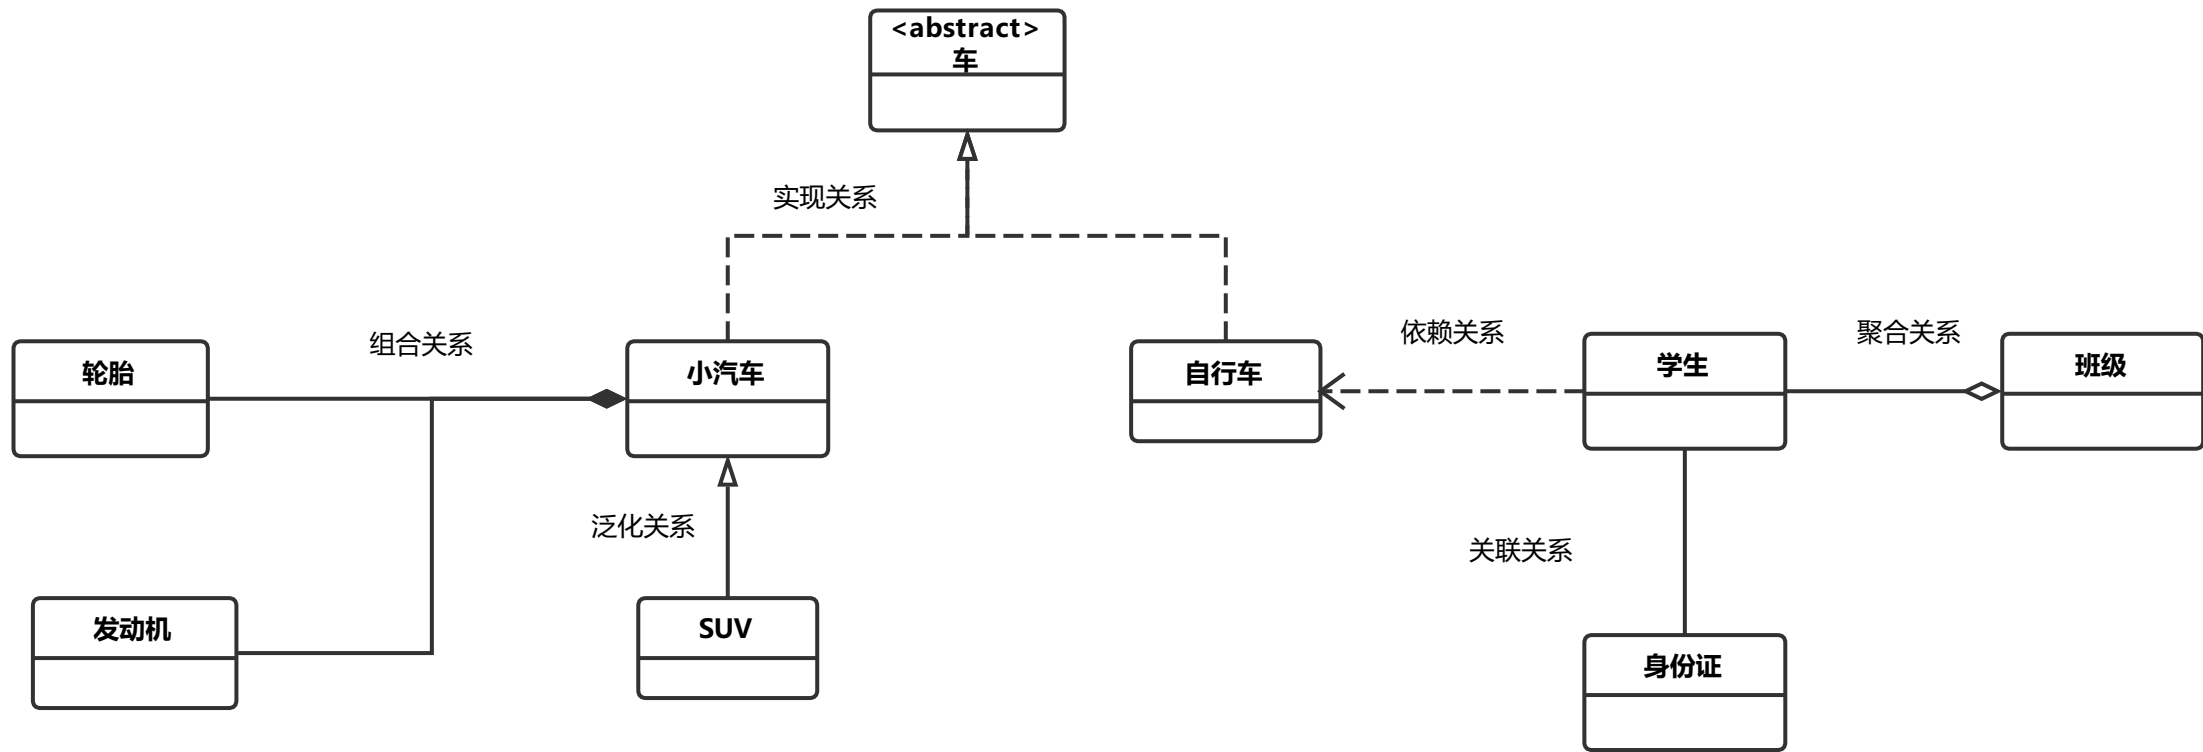 <abstract>
车
实现关系
组合关系
依赖关系
聚合关系
轮胎
小汽车
自行车
学生
班级
泛化关系
关联关系
发动机
SUV
身份证